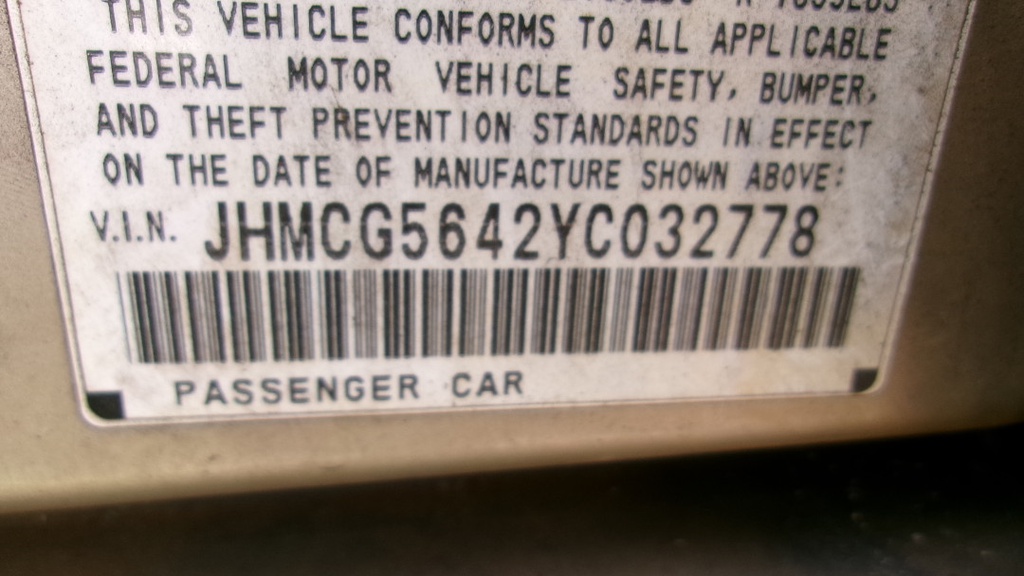 THIS VEHICLE CONFORMS TO ALL APPLICABLE
FEDERAL MOTOR VEHICLE SAFETY, BUMPER,
AND THEFT PREVENTION STANDARDS IN EFFECT
ON THE DATE OF MANUFACTURE SHOWN ABOVE:
V.I.N. JHMCG5642YC032778
PASSENGER CAR